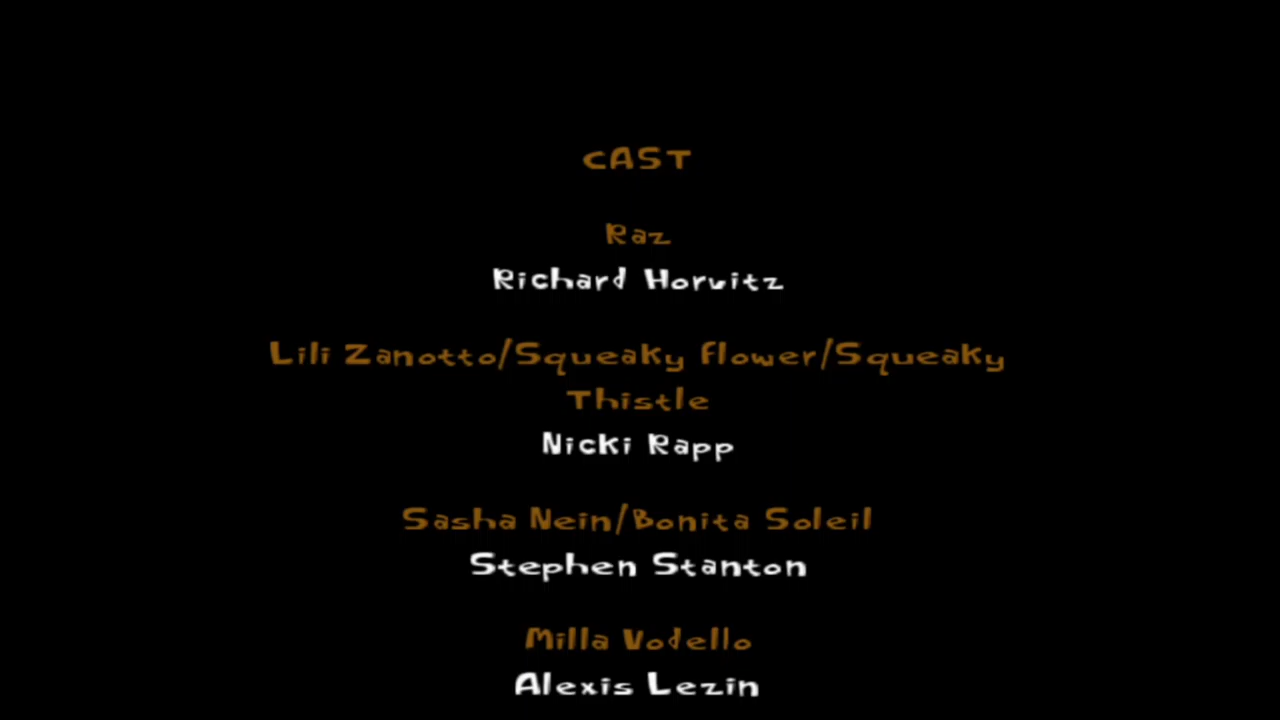 CAST
Raz
Richard Horvitz
Lili Zanotto/Squeaky Flower/Squeaky
Thistle
Nicki Rapp
Sasha Nein/Bonita Soleil
Stephen Stanton
Milla Vodello
Alexis Lezin